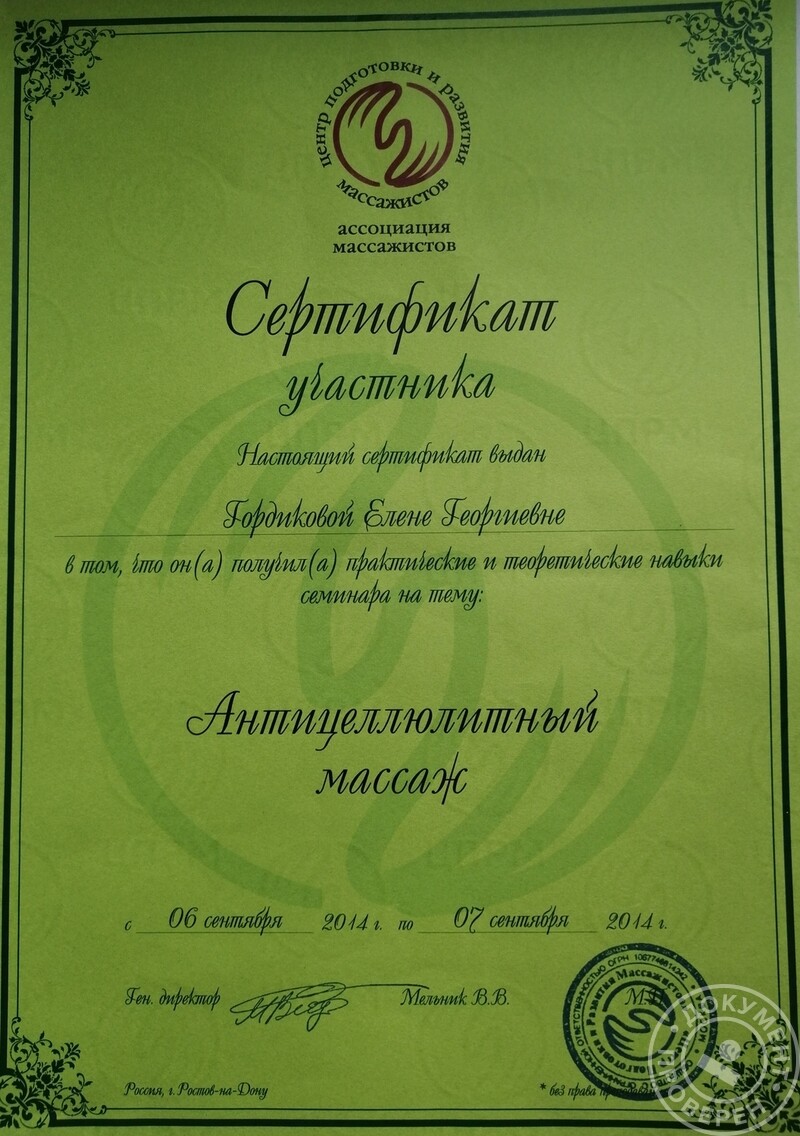 центр подготовки и развития
массажистов
ассоциация
массажистов
Сертификат
участника
Настоящий сертификат выдан
Гордиковой Елене Георгиевне
в том, что он(а) получил(а) практические и теоретические навыки
семинара на тему:
Антицеллюлитный
массаж
с 06 сентября 2014 г. по 07 сентября 2014 г.
Ген. директор Мельник В.В. М.П.
Россия, г. Ростов-на-Дону
* без права